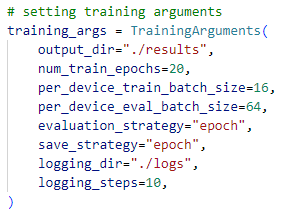 # setting training arguments
training_args = TrainingArguments(
    output_dir="./results",
    num_train_epochs=20,
    per_device_train_batch_size=16,
    per_device_eval_batch_size=64,
    evaluation_strategy="epoch",
    save_strategy="epoch",
    logging_dir="./logs",
    logging_steps=10,
)